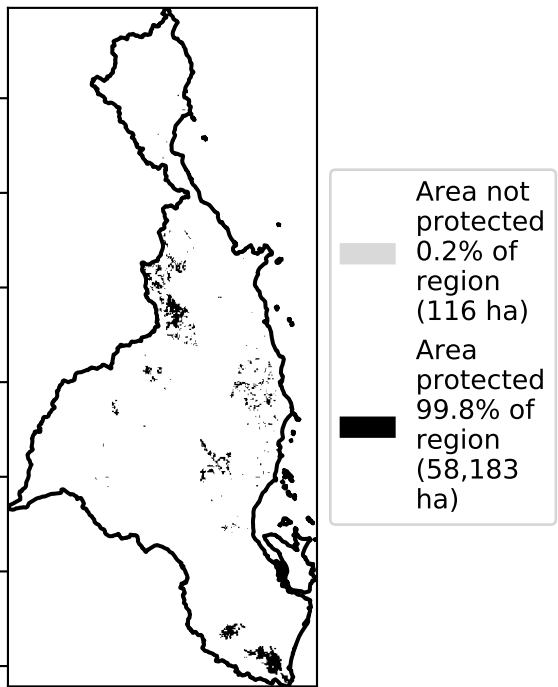 Area not
protected
0.2% of
region
(116 ha)
Area
protected
99.8% of
region
(58,183
ha)